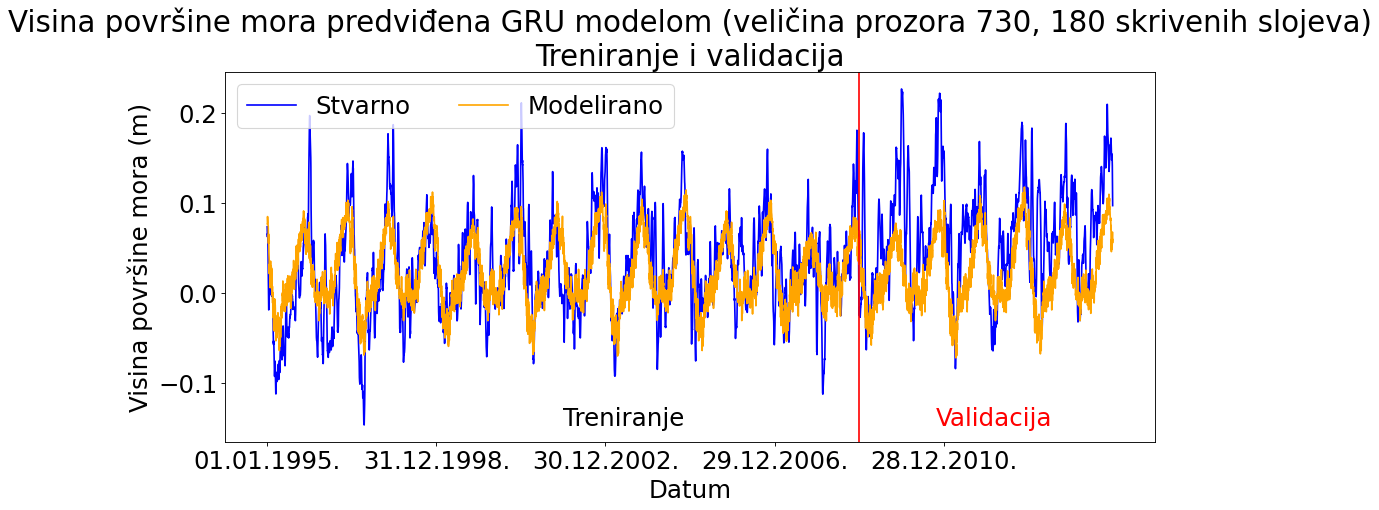 Visina površine mora predviđena GRU modelom (veličina prozora 730, 180 skrivenih slojeva)
Treniranje i validacija
Stvarno
Modelirano
Visina površine mora (m)
0.2
0.1
0.0
−0.1
Treniranje
Validacija
01.01.1995.
31.12.1998.
30.12.2002.
29.12.2006.
28.12.2010.
Datum